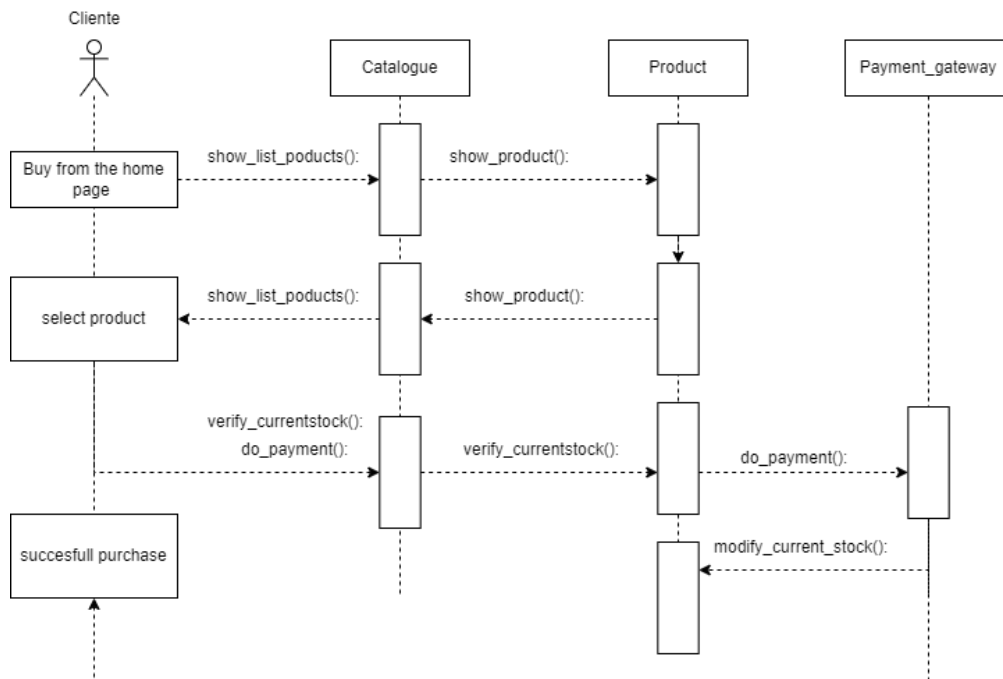 Cliente
Catalogue
Product
Payment_gateway
Buy from the home
page
show_list_poducts():
show_product():
select product
show_list_poducts():
show_product():
verify_currentstock():
do_payment():
verify_currentstock():
do_payment():
succesfull purchase
modify_current_stock():